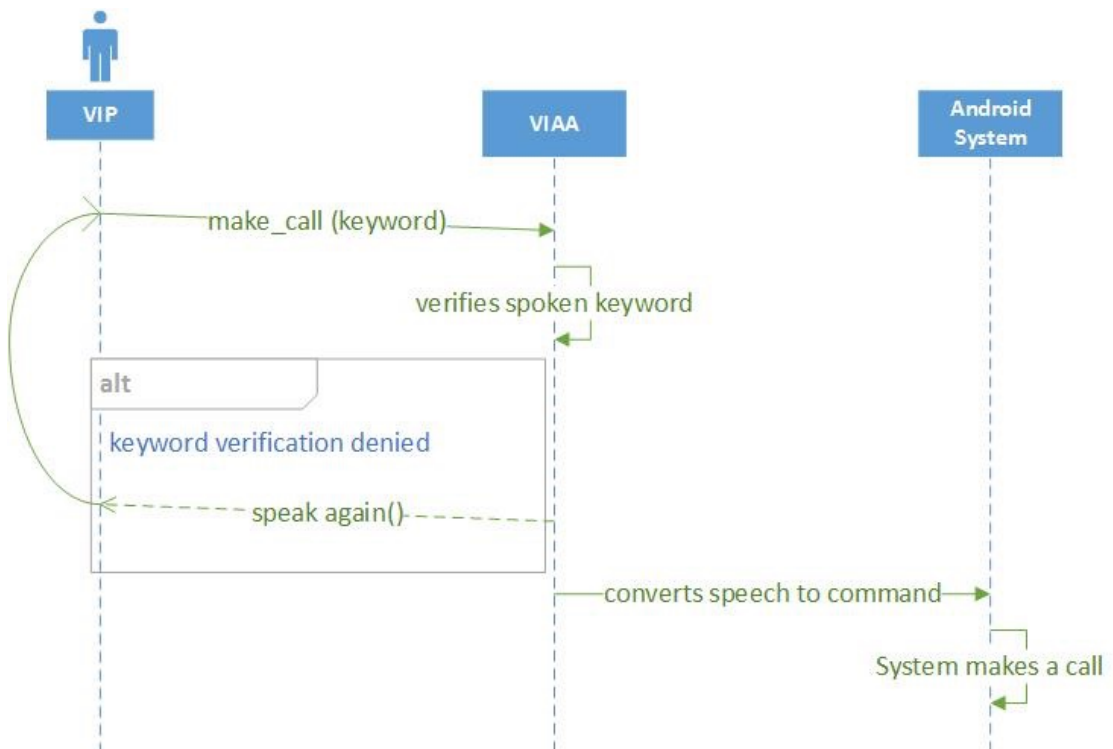 VIP
VIAA
Android
System
make_call (keyword)
verifies spoken keyword
alt
keyword verification denied
speak again()
converts speech to command
System makes a call